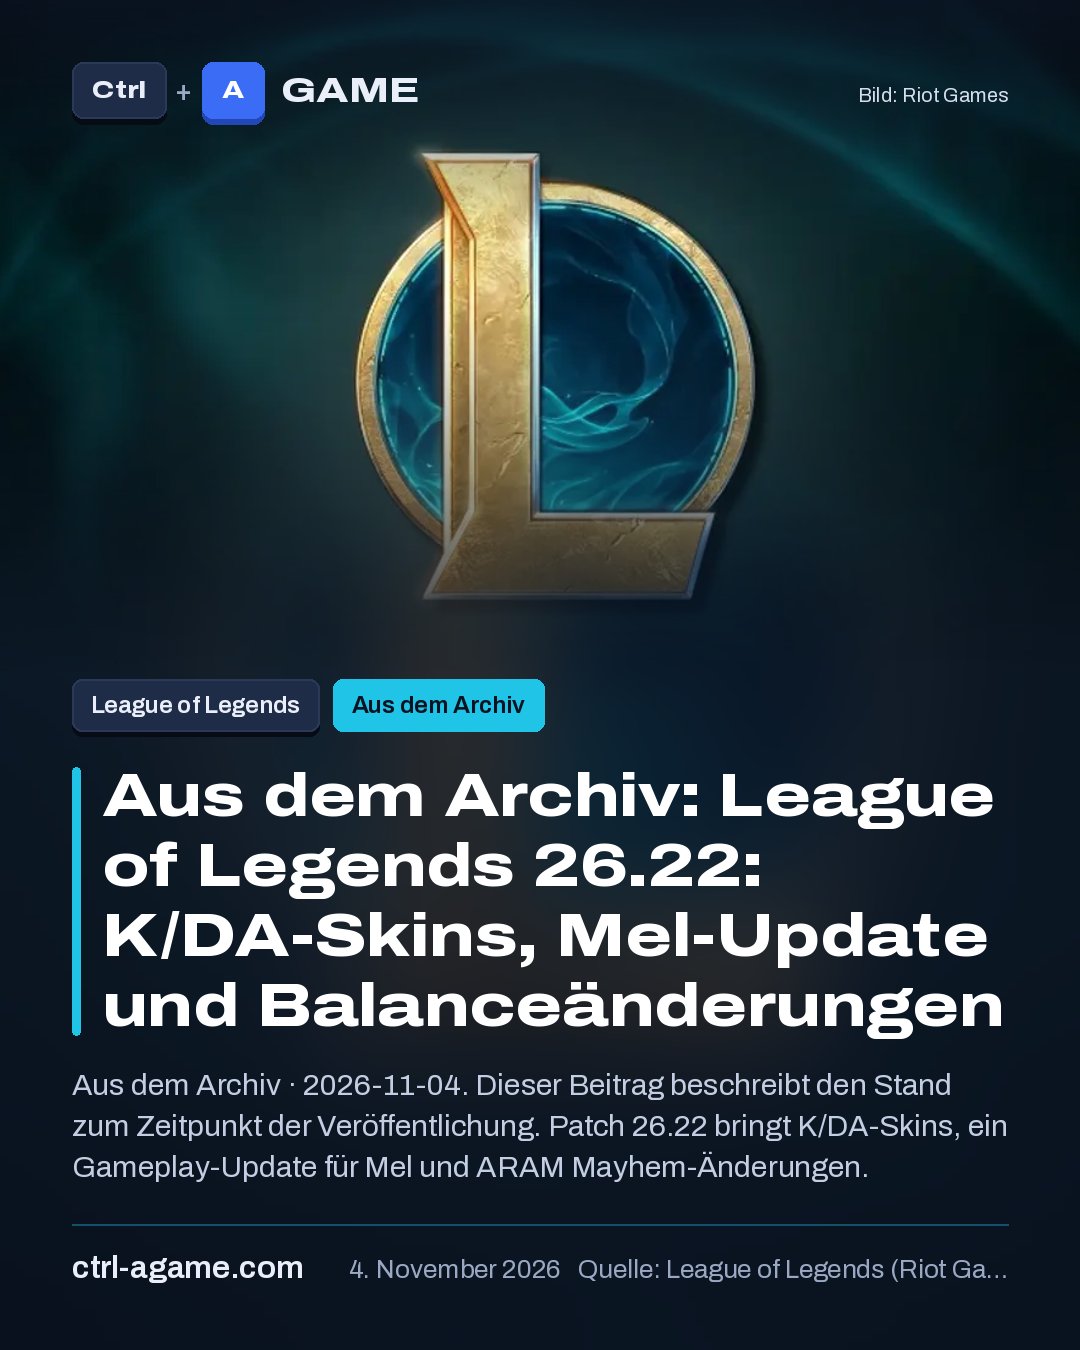 Ctrl + A GAME
Bild: Riot Games
League of Legends
Aus dem Archiv
Aus dem Archiv: League
of Legends 26.22:
K/DA-Skins, Mel-Update
und Balanceänderungen
Aus dem Archiv · 2026-11-04. Dieser Beitrag beschreibt den Stand
zum Zeitpunkt der Veröffentlichung. Patch 26.22 bringt K/DA-Skins, ein
Gameplay-Update für Mel und ARAM Mayhem-Änderungen.
ctrl-agame.com
4. November 2026
Quelle: League of Legends (Riot Ga...